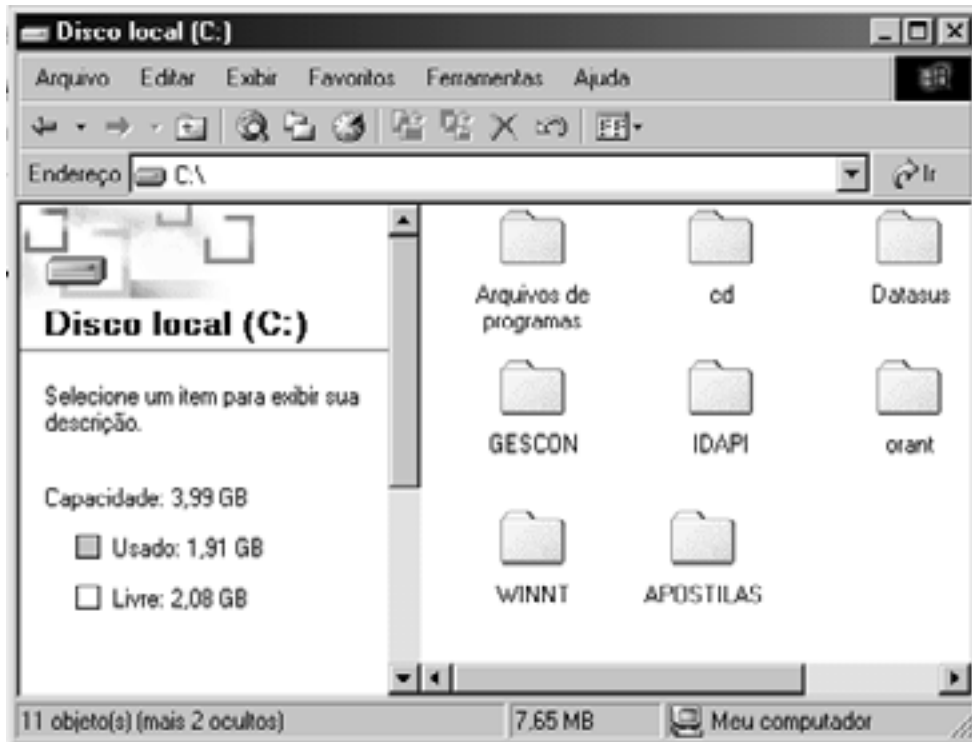 Disco local (C:)
Arquivo Editar Exibir Favoritos Ferramentas Ajuda
Endereço C:\ Ir
Disco local (C:)
Selecione um item para exibir sua
descrição.
Capacidade: 3,99 GB
Usado: 1,91 GB
Livre: 2,08 GB
Arquivos de
programas
cd
Datasus
GESCON
IDAPI
orant
WINNT
APOSTILAS
11 objeto(s) (mais 2 ocultos) 7,65 MB Meu computador